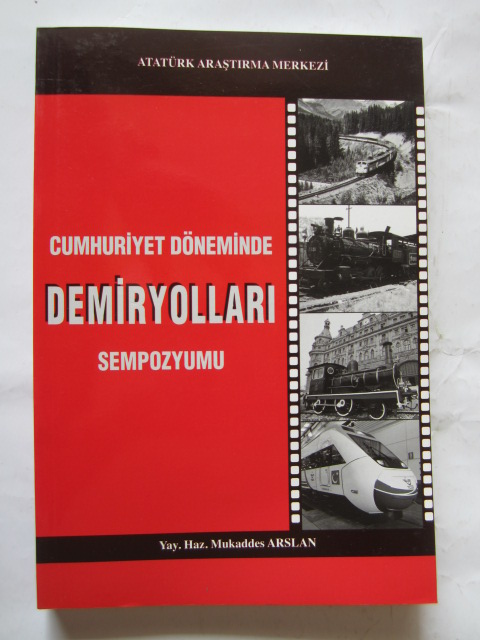 ATATÜRK ARAŞTIRMA MERKEZİ
CUMHURİYET DÖNEMİNDE
DEMİRYOLLARI
SEMPOZYUMU
Yay. Haz. Mukaddes ARSLAN